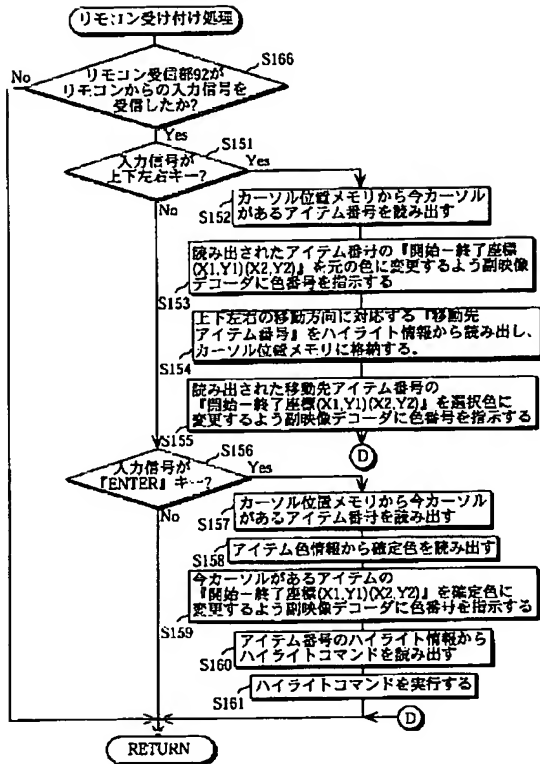 リモコン受け付け処理
S166
No
リモコン受信部92が
リモコンからの入力信号を
受信したか?
Yes
S151
入力信号が
上下左右キー?
Yes
No
S152
カーソル位置メモリから今カーソル
があるアイテム番号を読み出す
読み出されたアイテム番号の『開始ー終了座標
(X1,Y1)(X2,Y2)』を元の色に変更するよう副映像
デコーダに色番号を指示する
S153
上下左右の移動方向に対応する『移動先
アイテム番号』をハイライト情報から読み出し、
カーソル位置メモリに格納する。
S154
読み出された移動先アイテム番号の
『開始ー終了座標(X1,Y1)(X2,Y2)』を選択色に
変更するよう副映像デコーダに色番号を指示する
S155
D
S156
入力信号が
『ENTER』キー?
Yes
No
S157
カーソル位置メモリから今カーソル
があるアイテム番号を読み出す
S158
アイテム色情報から確定色を読み出す
今カーソルがあるアイテムの
『開始ー終了座標(X1,Y1)(X2,Y2)』を確定色に
変更するよう副映像デコーダに色番号を指示する
S159
アイテム番号のハイライト情報から
ハイライトコマンドを読み出す
S160
ハイライトコマンドを実行する
S161
D
RETURN